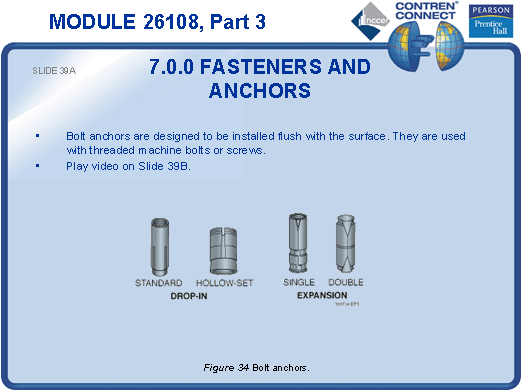 MODULE 26108, Part 3
nccer
CONTREN®
CONNECT
PEARSON
Prentice
Hall
SLIDE 39A
7.0.0 FASTENERS AND
ANCHORS
• Bolt anchors are designed to be installed flush with the surface. They are used
with threaded machine bolts or screws.
• Play video on Slide 39B.
STANDARD HOLLOW-SET SINGLE DOUBLE
DROP-IN EXPANSION
Figure 34 Bolt anchors.